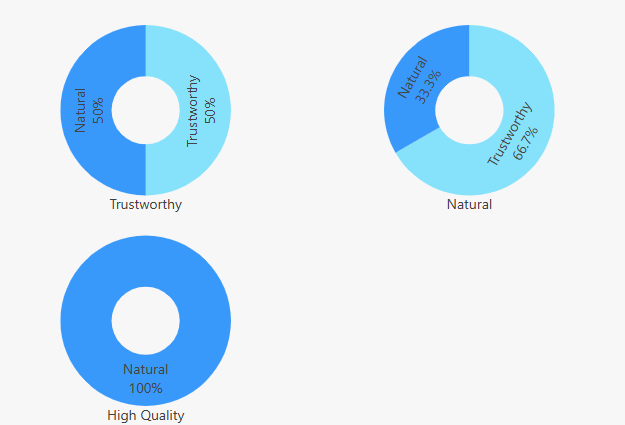 Natural
50%
Trustworthy
50%
Trustworthy
Natural
33.3%
Trustworthy
66.7%
Natural
Natural
100%
High Quality